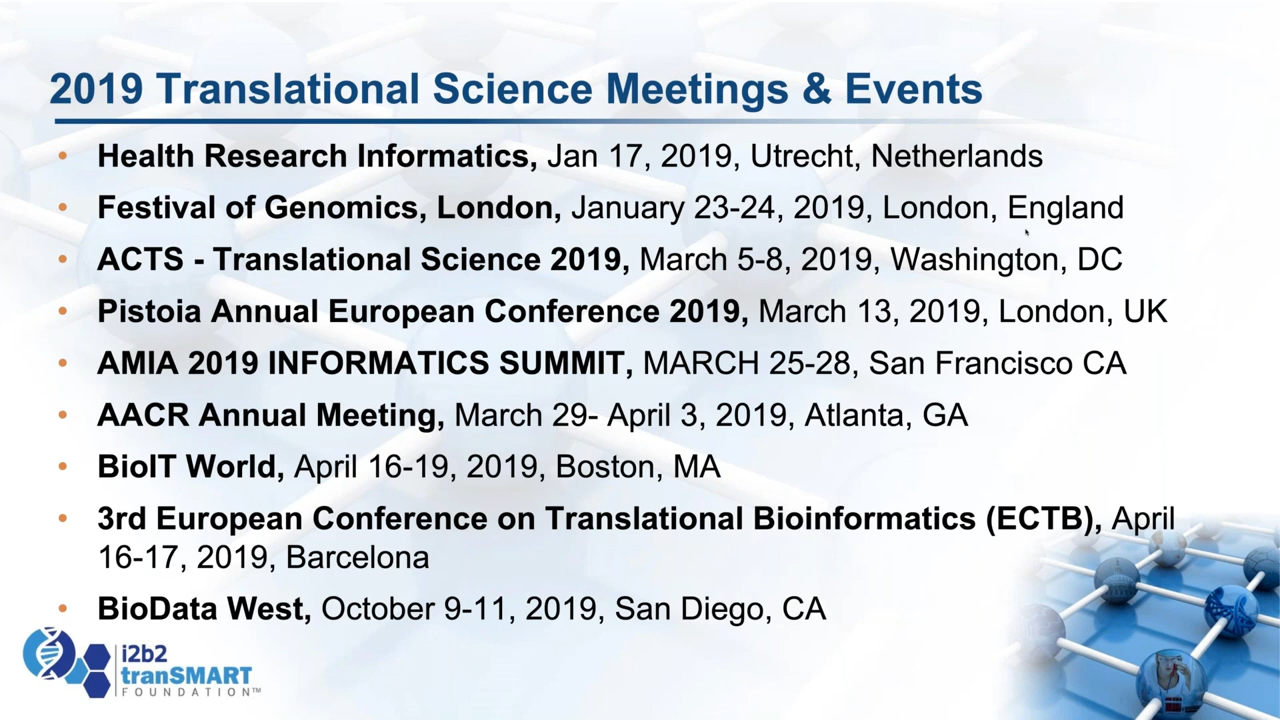 2019 Translational Science Meetings & Events
• Health Research Informatics, Jan 17, 2019, Utrecht, Netherlands
• Festival of Genomics, London, January 23-24, 2019, London, England
• ACTS - Translational Science 2019, March 5-8, 2019, Washington, DC
• Pistoia Annual European Conference 2019, March 13, 2019, London, UK
• AMIA 2019 INFORMATICS SUMMIT, MARCH 25-28, San Francisco CA
• AACR Annual Meeting, March 29- April 3, 2019, Atlanta, GA
• BioIT World, April 16-19, 2019, Boston, MA
• 3rd European Conference on Translational Bioinformatics (ECTB), April
16-17, 2019, Barcelona
• BioData West, October 9-11, 2019, San Diego, CA
i2b2
tranSMART
FOUNDATION™